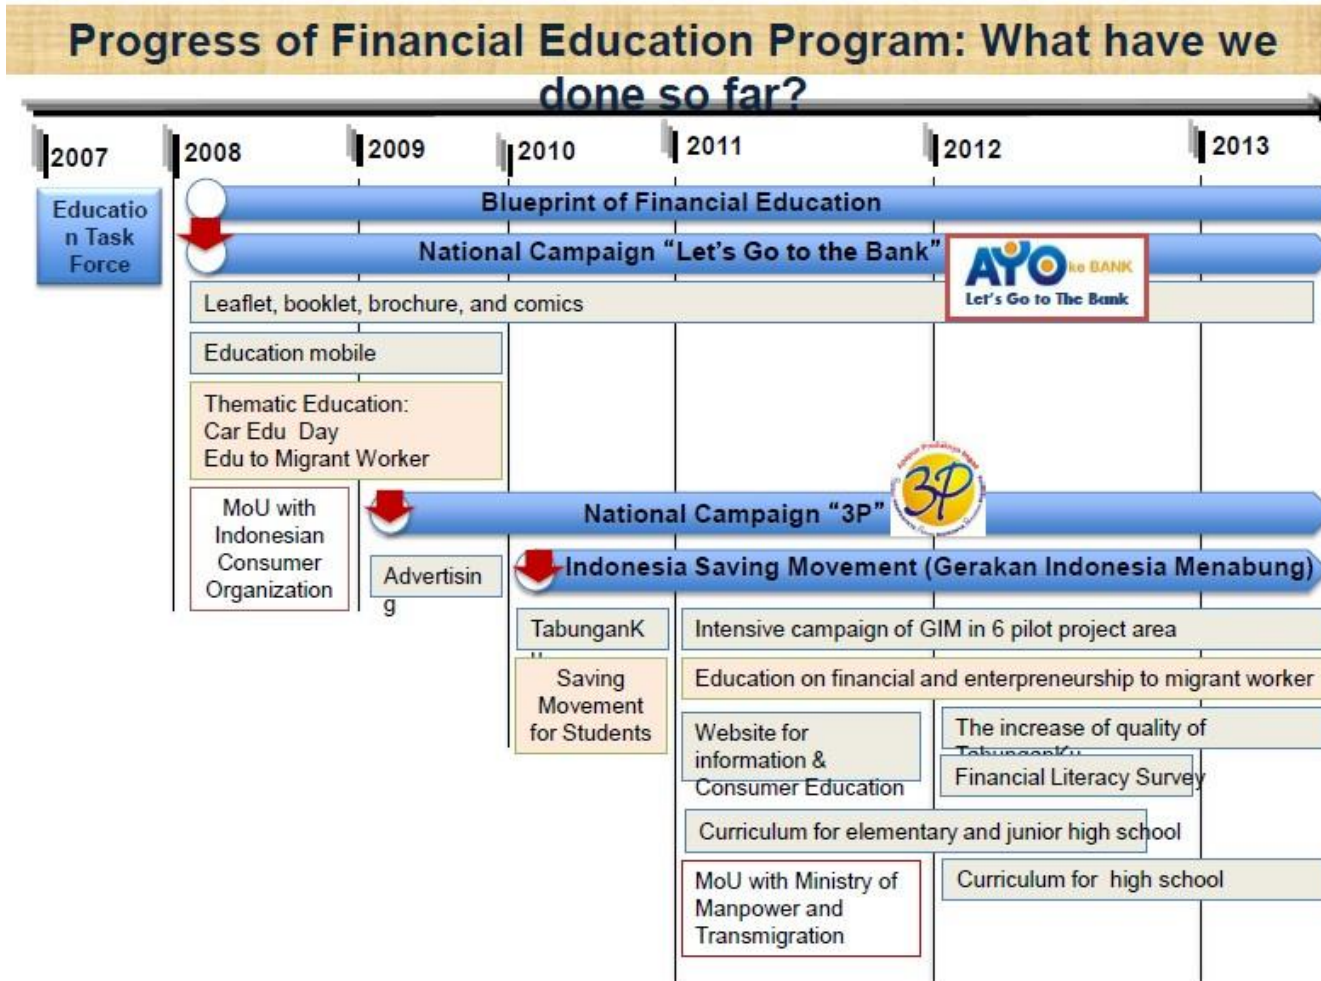 Progress of Financial Education Program: What have we
done so far?
2007
2008
2009
2010
2011
2012
2013
Educatio
n Task
Force
Blueprint of Financial Education
National Campaign “Let’s Go to the Bank”
AYO ke BANK
Let's Go to The Bank
Leaflet, booklet, brochure, and comics
Education mobile
Thematic Education:
Car Edu Day
Edu to Migrant Worker
MoU with
Indonesian
Consumer
Organization
National Campaign “3P”
3P
Advertisin
g
Indonesia Saving Movement (Gerakan Indonesia Menabung)
TabunganK
u
Saving
Movement
for Students
Intensive campaign of GIM in 6 pilot project area
Education on financial and enterpreneurship to migrant worker
Website for
information &
Consumer Education
The increase of quality of
TabunganKu
Financial Literacy Survey
Curriculum for elementary and junior high school
MoU with Ministry of
Manpower and
Transmigration
Curriculum for high school